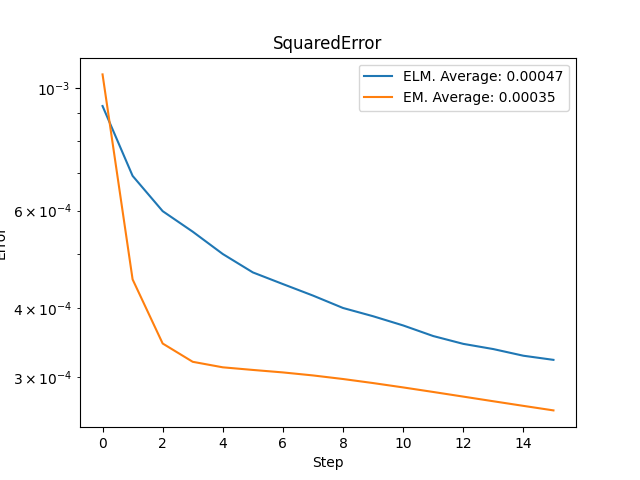 SquaredError
ELM. Average: 0.00047
EM. Average: 0.00035
10⁻³
6 × 10⁻⁴
4 × 10⁻⁴
3 × 10⁻⁴
Error
0 2 4 6 8 10 12 14
Step